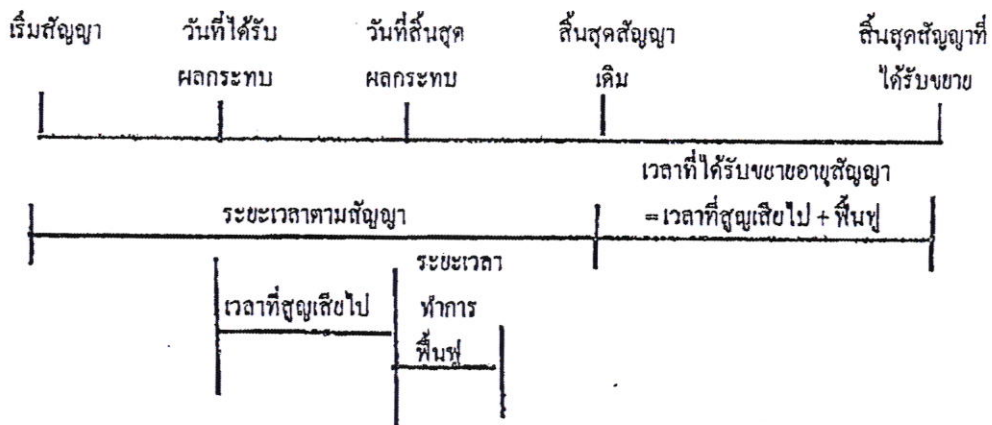 เริ่มสัญญา วันที่ได้รับ วันที่สิ้นสุด สิ้นสุดสัญญา สิ้นสุดสัญญาที่
ผลกระทบ ผลกระทบ เดิม ได้รับขยาย
เวลาที่ได้รับขยายอายุสัญญา
ระยะเวลาตามสัญญา = เวลาที่สูญเสียไป + ฟื้นฟู
ระยะเวลา
เวลาที่สูญเสียไป ทำการ
ฟื้นฟู